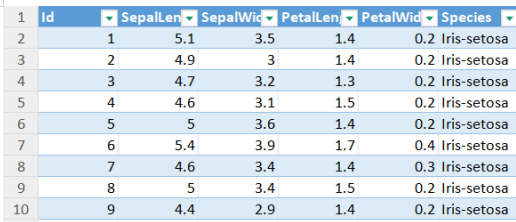 1 Id SepalLen SepalWid PetalLen PetalWid Species
2 1 5.1 3.5 1.4 0.2 Iris-setosa
3 2 4.9 3 1.4 0.2 Iris-setosa
4 3 4.7 3.2 1.3 0.2 Iris-setosa
5 4 4.6 3.1 1.5 0.2 Iris-setosa
6 5 5 3.6 1.4 0.2 Iris-setosa
7 6 5.4 3.9 1.7 0.4 Iris-setosa
8 7 4.6 3.4 1.4 0.3 Iris-setosa
9 8 5 3.4 1.5 0.2 Iris-setosa
10 9 4.4 2.9 1.4 0.2 Iris-setosa